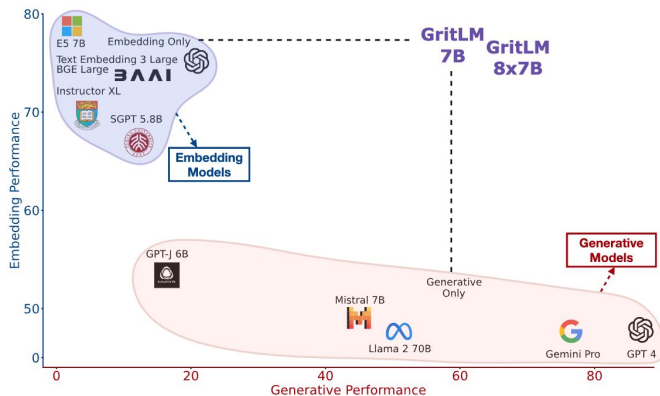 80
70
60
50
0
Embedding Performance
E5 7B
Embedding Only
Text Embedding 3 Large
BGE Large
BAAI
Instructor XL
SGPT 5.8B
Embedding
Models
GritLM
7B
GritLM
8x7B
Generative
Models
GPT-J 6B
Generative
Only
Mistral 7B
Llama 2 70B
Gemini Pro
GPT 4
0
20
40
60
80
Generative Performance